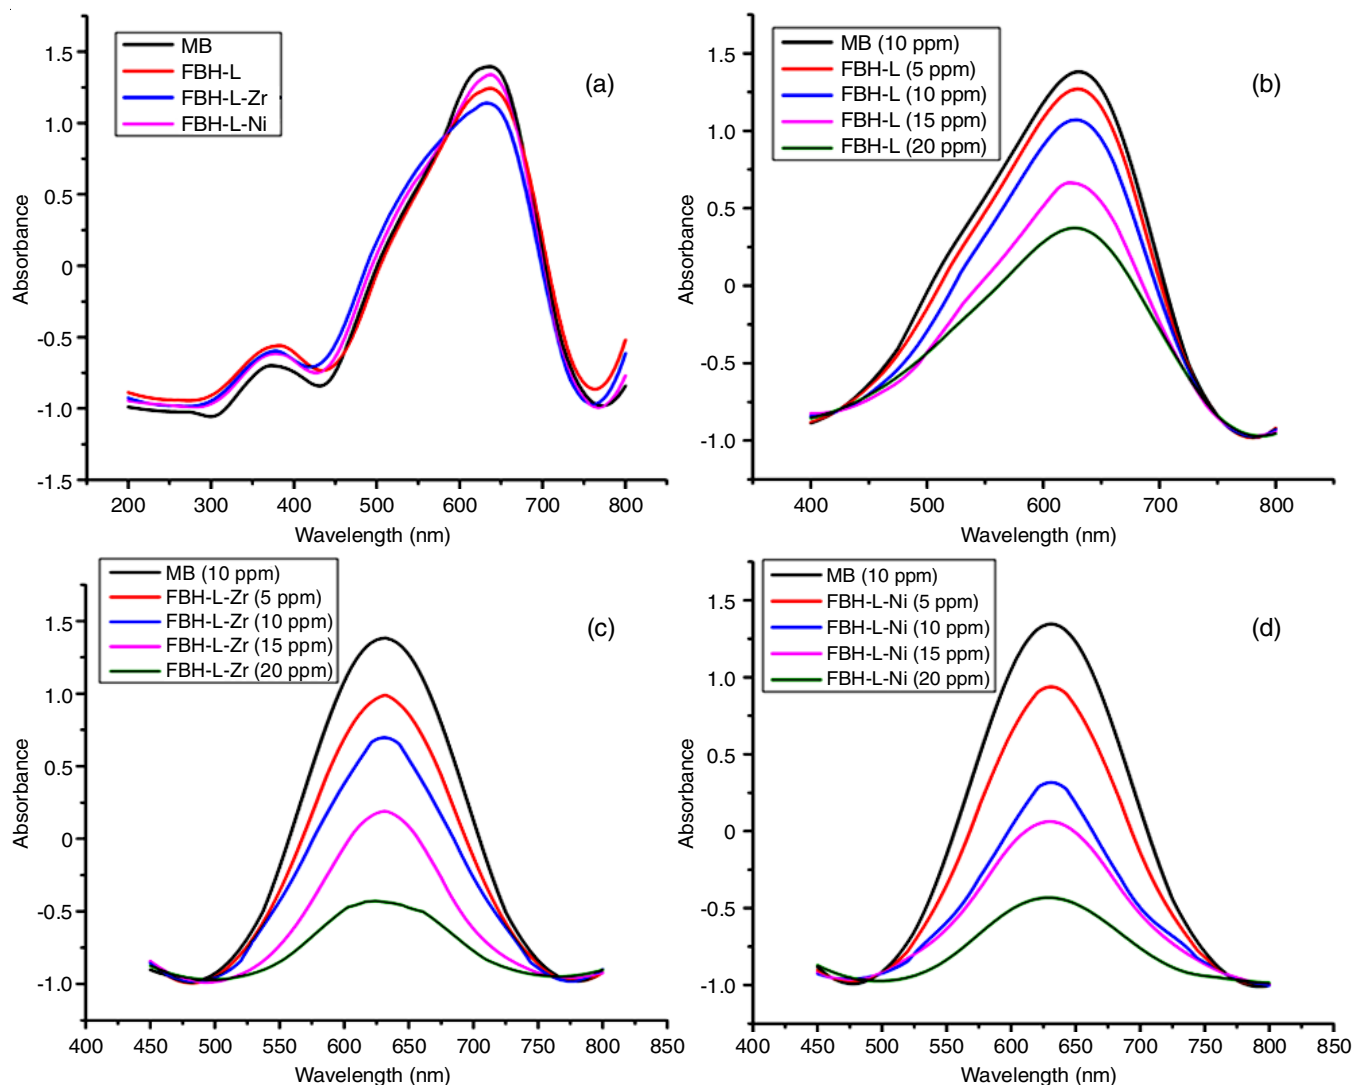 MB
FBH-L
FBH-L-Zr
FBH-L-Ni
(a)
1.5
1.0
0.5
0
-0.5
-1.0
-1.5
Absorbance
200 300 400 500 600 700 800
Wavelength (nm)
MB (10 ppm)
FBH-L (5 ppm)
FBH-L (10 ppm)
FBH-L (15 ppm)
FBH-L (20 ppm)
(b)
1.5
1.0
0.5
0
-0.5
-1.0
Absorbance
400 500 600 700 800
Wavelength (nm)
MB (10 ppm)
FBH-L-Zr (5 ppm)
FBH-L-Zr (10 ppm)
FBH-L-Zr (15 ppm)
FBH-L-Zr (20 ppm)
(c)
1.5
1.0
0.5
0
-0.5
-1.0
Absorbance
400 450 500 550 600 650 700 750 800 850
Wavelength (nm)
MB (10 ppm)
FBH-L-Ni (5 ppm)
FBH-L-Ni (10 ppm)
FBH-L-Ni (15 ppm)
FBH-L-Ni (20 ppm)
(d)
1.5
1.0
0.5
0
-0.5
-1.0
Absorbance
400 450 500 550 600 650 700 750 800 850
Wavelength (nm)